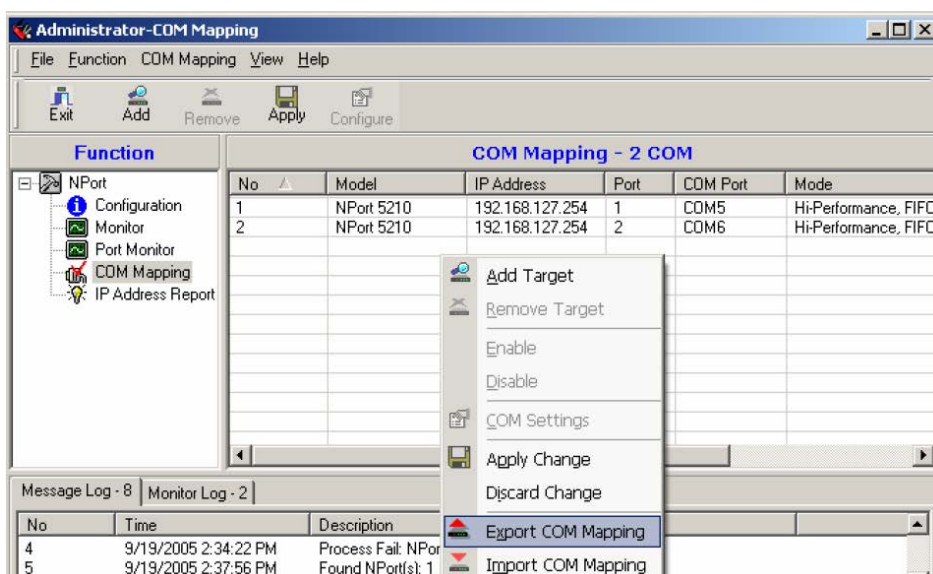 Administrator-COM Mapping
File Function COM Mapping View Help
Exit Add Remove Apply Configure
Function
COM Mapping - 2 COM
NPort
Configuration
Monitor
Port Monitor
COM Mapping
IP Address Report
No Model IP Address Port COM Port Mode
1 NPort 5210 192.168.127.254 1 COM5 Hi-Performance, FIFO
2 NPort 5210 192.168.127.254 2 COM6 Hi-Performance, FIFO
Add Target
Remove Target
Enable
Disable
COM Settings
Apply Change
Discard Change
Export COM Mapping
Import COM Mapping
Message Log - 8 Monitor Log - 2
No Time Description
4 9/19/2005 2:34:22 PM Process Fail: NPor
5 9/19/2005 2:37:56 PM Found NPort(s): 1